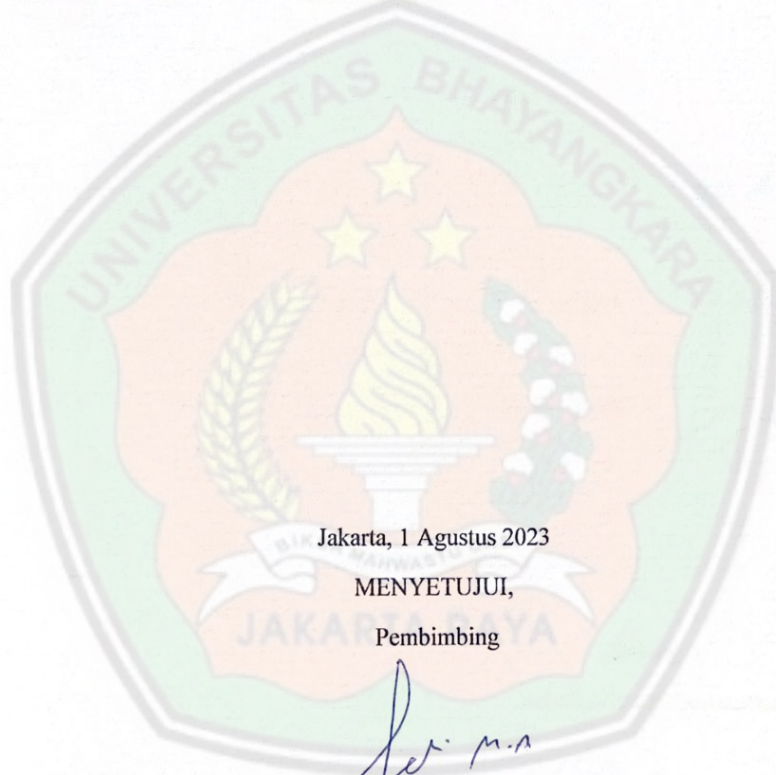 UNIVERSITAS BHAYANGKARA
Jakarta, 1 Agustus 2023
MENYETUJUI,
JAKARTA RAYA
Pembimbing